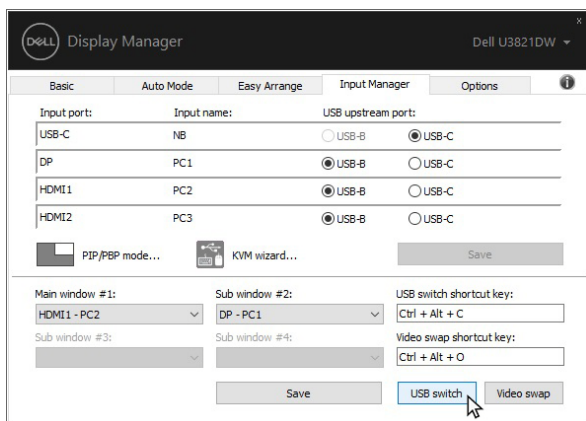 DELL Display Manager
Dell U3821DW
x
Basic Auto Mode Easy Arrange Input Manager Options i
Input port: Input name: USB upstream port:
USB-C NB USB-B USB-C
DP PC1 USB-B USB-C
HDMI1 PC2 USB-B USB-C
HDMI2 PC3 USB-B USB-C
PIP/PBP mode... KVM wizard... Save
Main window #1: Sub window #2: USB switch shortcut key:
HDMI1 - PC2 DP - PC1 Ctrl + Alt + C
Sub window #3: Sub window #4: Video swap shortcut key:
Ctrl + Alt + O
Save USB switch Video swap